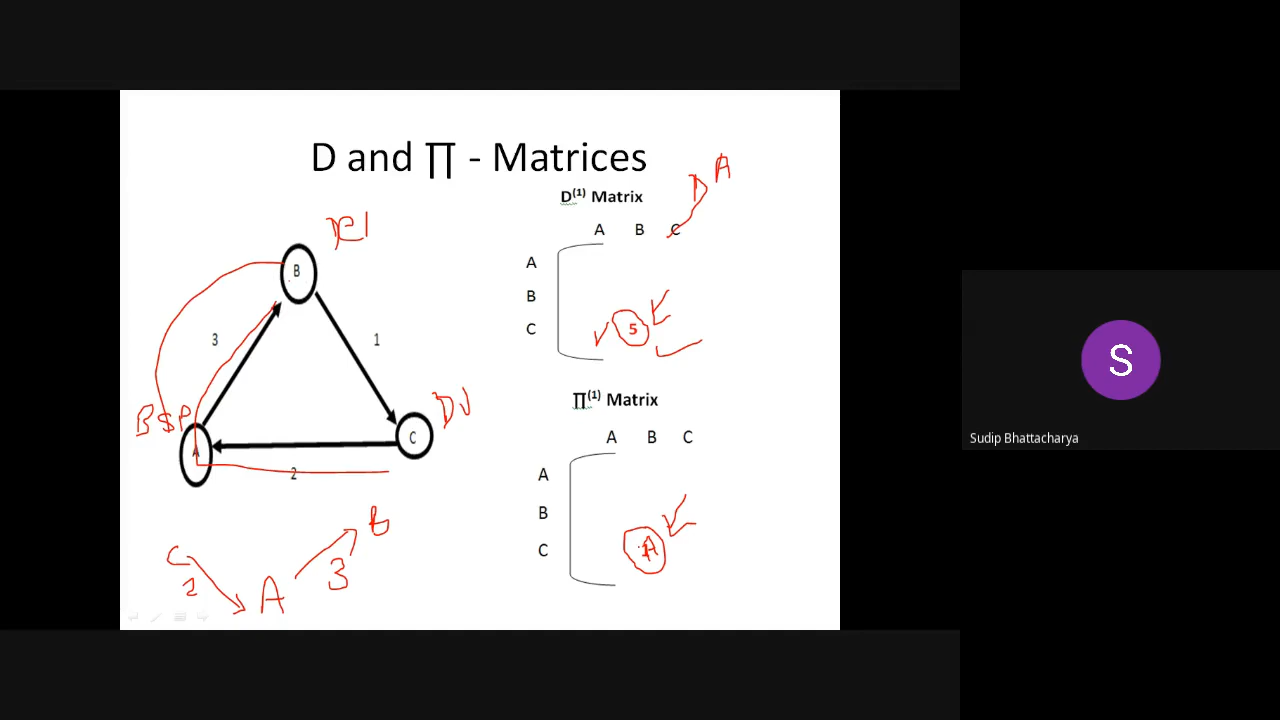 D and ∏ - Matrices
D A
D⁽¹⁾ Matrix
A B C
A
B
C
5
B
3
1
A
C
2
∏⁽¹⁾ Matrix
A B C
A
B
C
A
C
2
A
3
B
S
Sudip Bhattacharya